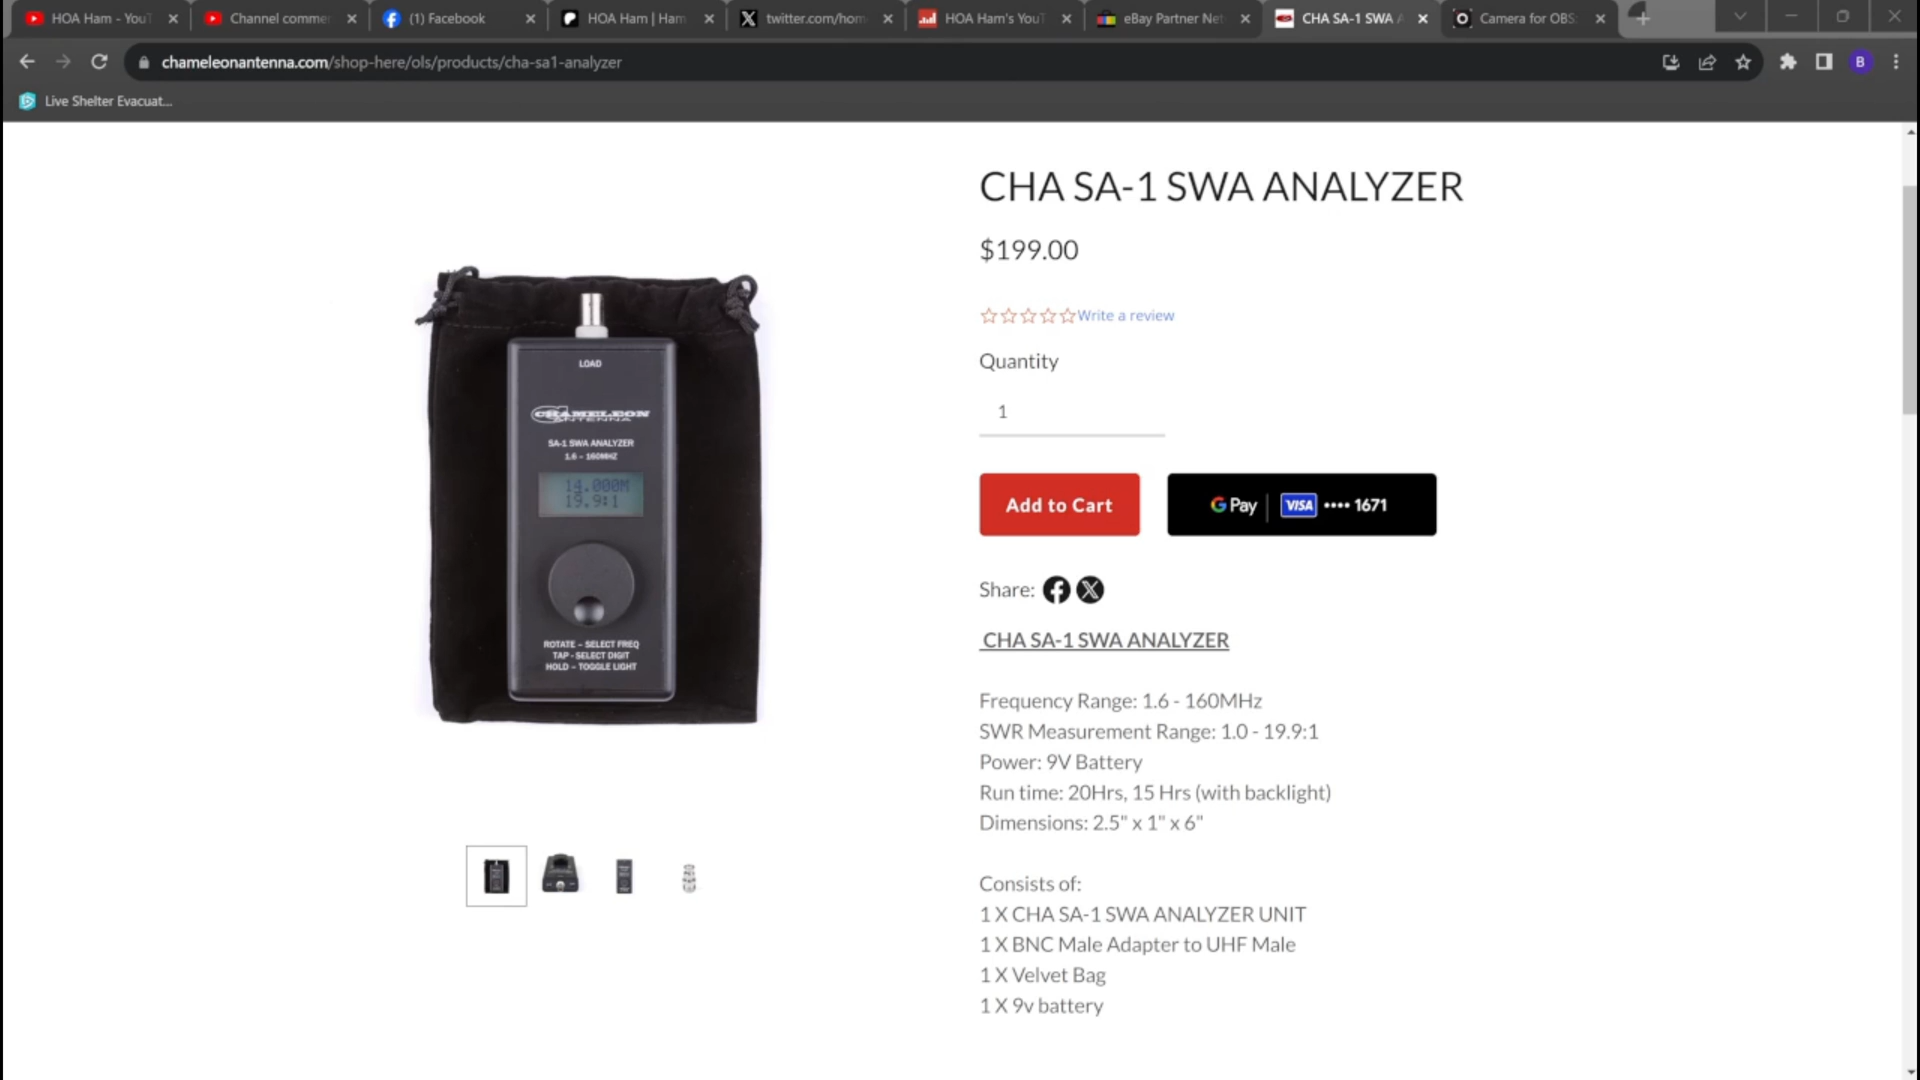 HOA Ham - YouT
Channel comme
(1) Facebook
HOA Ham | Ham
twitter.com/hom
HOA Ham's YouT
eBay Partner Net
CHA SA-1 SWA A
Camera for OBS
chameleonantenna.com/shop-here/ols/products/cha-sa1-analyzer
B
Live Shelter Evacuat...
CHA SA-1 SWA ANALYZER
$199.00
Write a review
Quantity
1
Add to Cart
G Pay | VISA •••• 1671
Share:
CHA SA-1 SWA ANALYZER
Frequency Range: 1.6 - 160MHz
SWR Measurement Range: 1.0 - 19.9:1
Power: 9V Battery
Run time: 20Hrs, 15 Hrs (with backlight)
Dimensions: 2.5" x 1" x 6"
Consists of:
1 X CHA SA-1 SWA ANALYZER UNIT
1 X BNC Male Adapter to UHF Male
1 X Velvet Bag
1 X 9v battery
LOAD
CHAMELEON
ANTENNA
SA-1 SWA ANALYZER
1.6 – 160MHZ
14.000M
19.9:1
ROTATE – SELECT FREQ
TAP - SELECT DIGIT
HOLD – TOGGLE LIGHT